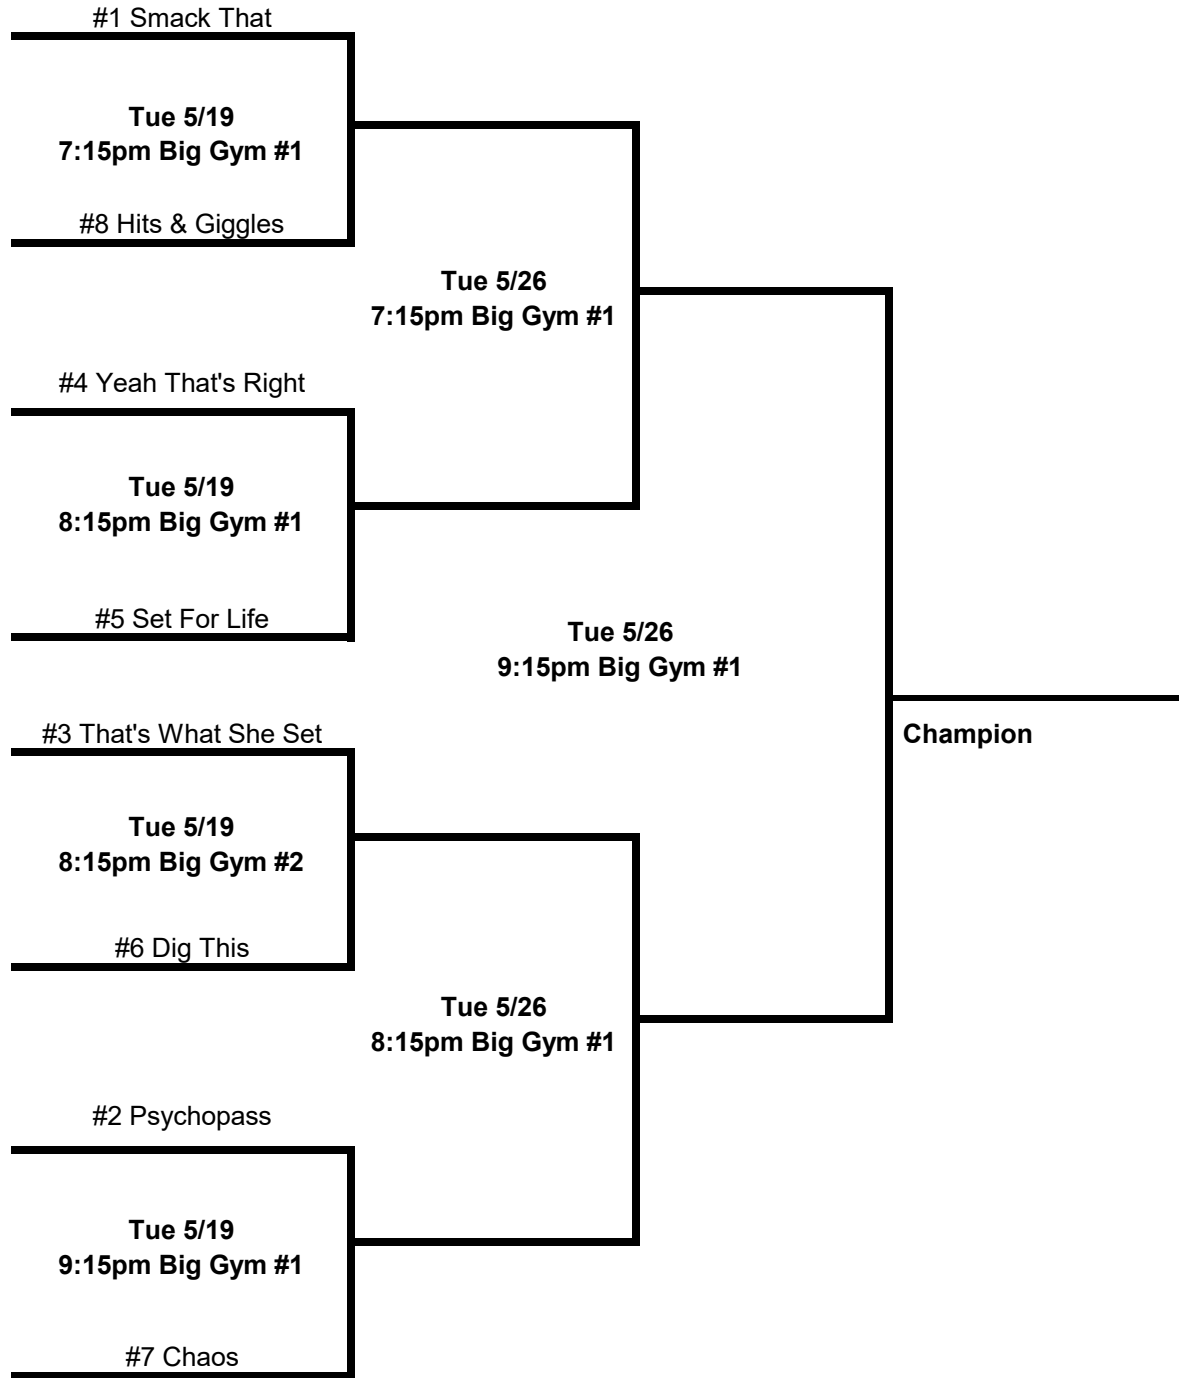 #1 Smack That
Tue 5/19
7:15pm Big Gym #1
#8 Hits & Giggles
Tue 5/26
7:15pm Big Gym #1
#4 Yeah That's Right
Tue 5/19
8:15pm Big Gym #1
#5 Set For Life
Tue 5/26
9:15pm Big Gym #1
#3 That's What She Set
Champion
Tue 5/19
8:15pm Big Gym #2
#6 Dig This
Tue 5/26
8:15pm Big Gym #1
#2 Psychopass
Tue 5/19
9:15pm Big Gym #1
#7 Chaos